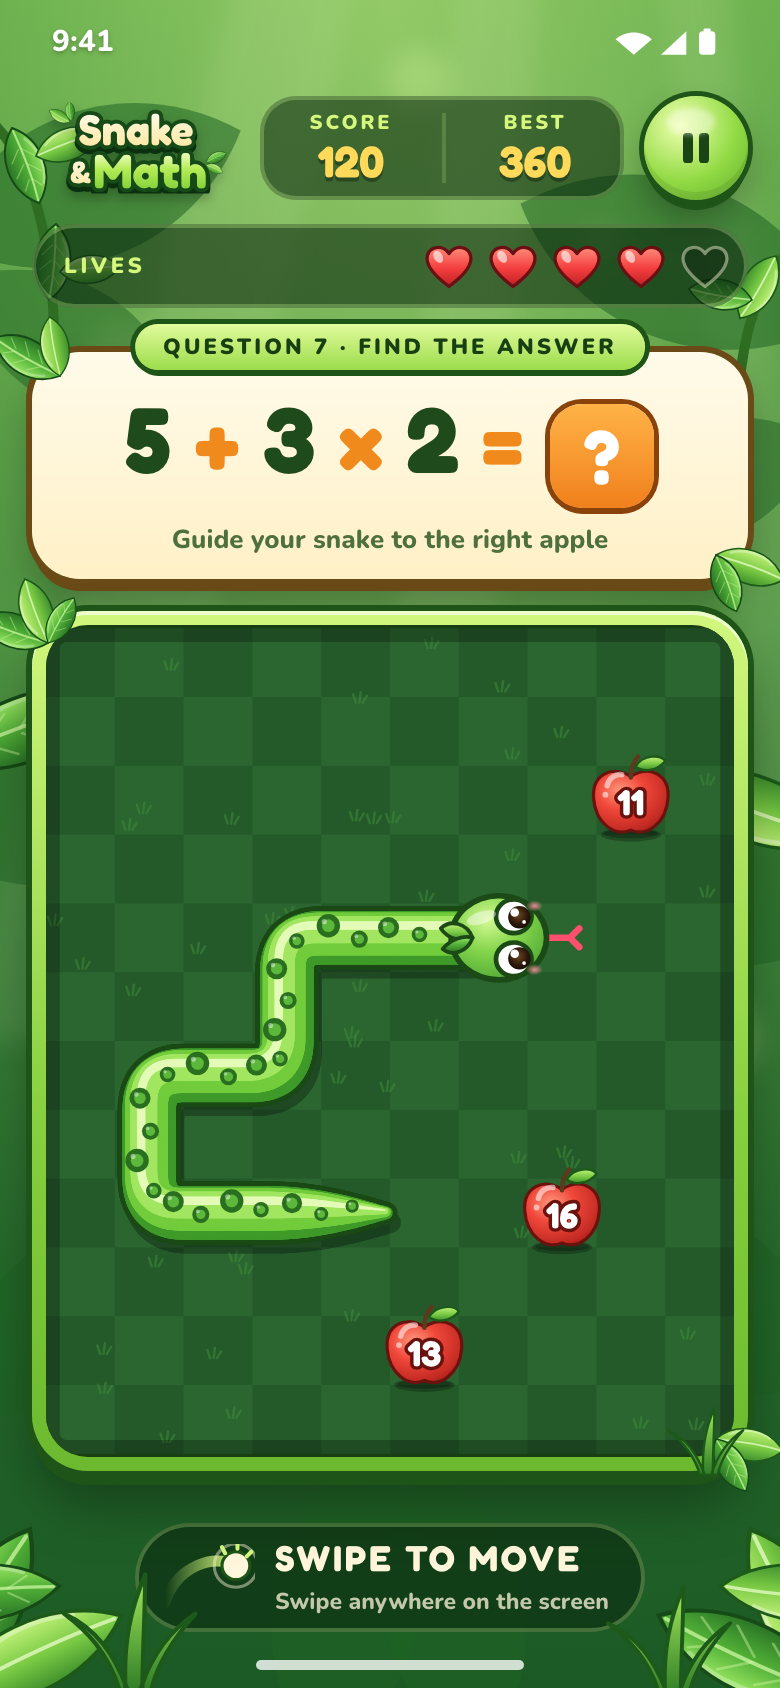 9:41
Snake
&Math
SCORE
120
BEST
360
LIVES
QUESTION 7 · FIND THE ANSWER
5 + 3 × 2 = ?
Guide your snake to the right apple
11
16
13
SWIPE TO MOVE
Swipe anywhere on the screen